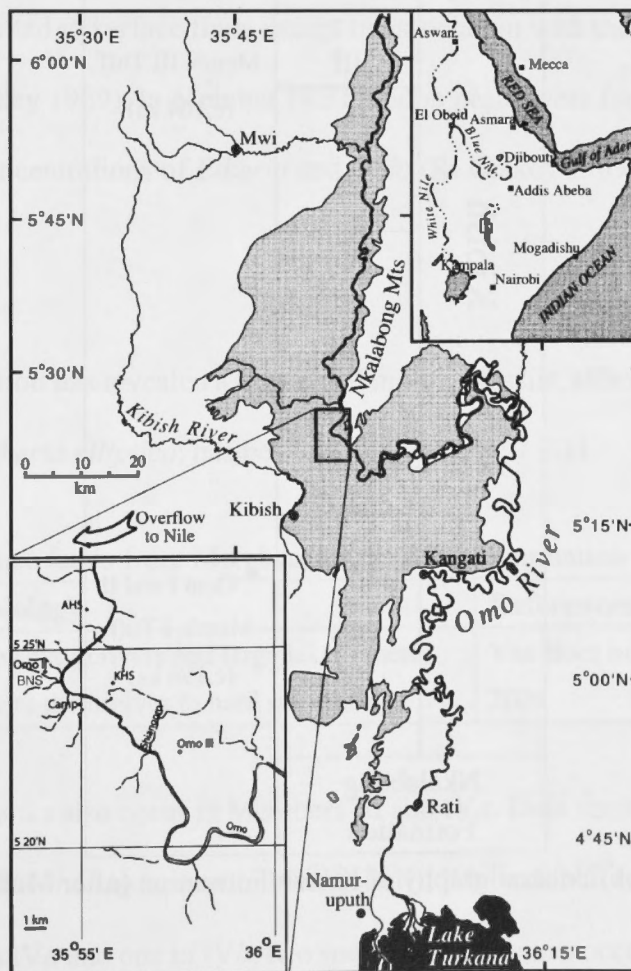 35°30'E
35°45'E
6°00'N
Mwi
5°45'N
5°30'N
Nkalabong Mts
Kibish River
0 10 20
km
Overflow
to Nile
Kibish
5°15'N
Kangati
Omo River
5°00'N
Rati
4°45'N
Namur-
uputh
Lake
Turkana
36°15'E
Aswan
Mecca
RED SEA
El Obeid
Asmara
Blue Nile
Djibouti
Gulf of Aden
Addis Abeba
White Nile
Mogadishu
Kampala
Nairobi
INDIAN OCEAN
AHS
5°25'N
Omo II
BNS
KHS
Camp
Omo III
Omo
5°20'N
1 km
35°55'E
36°E